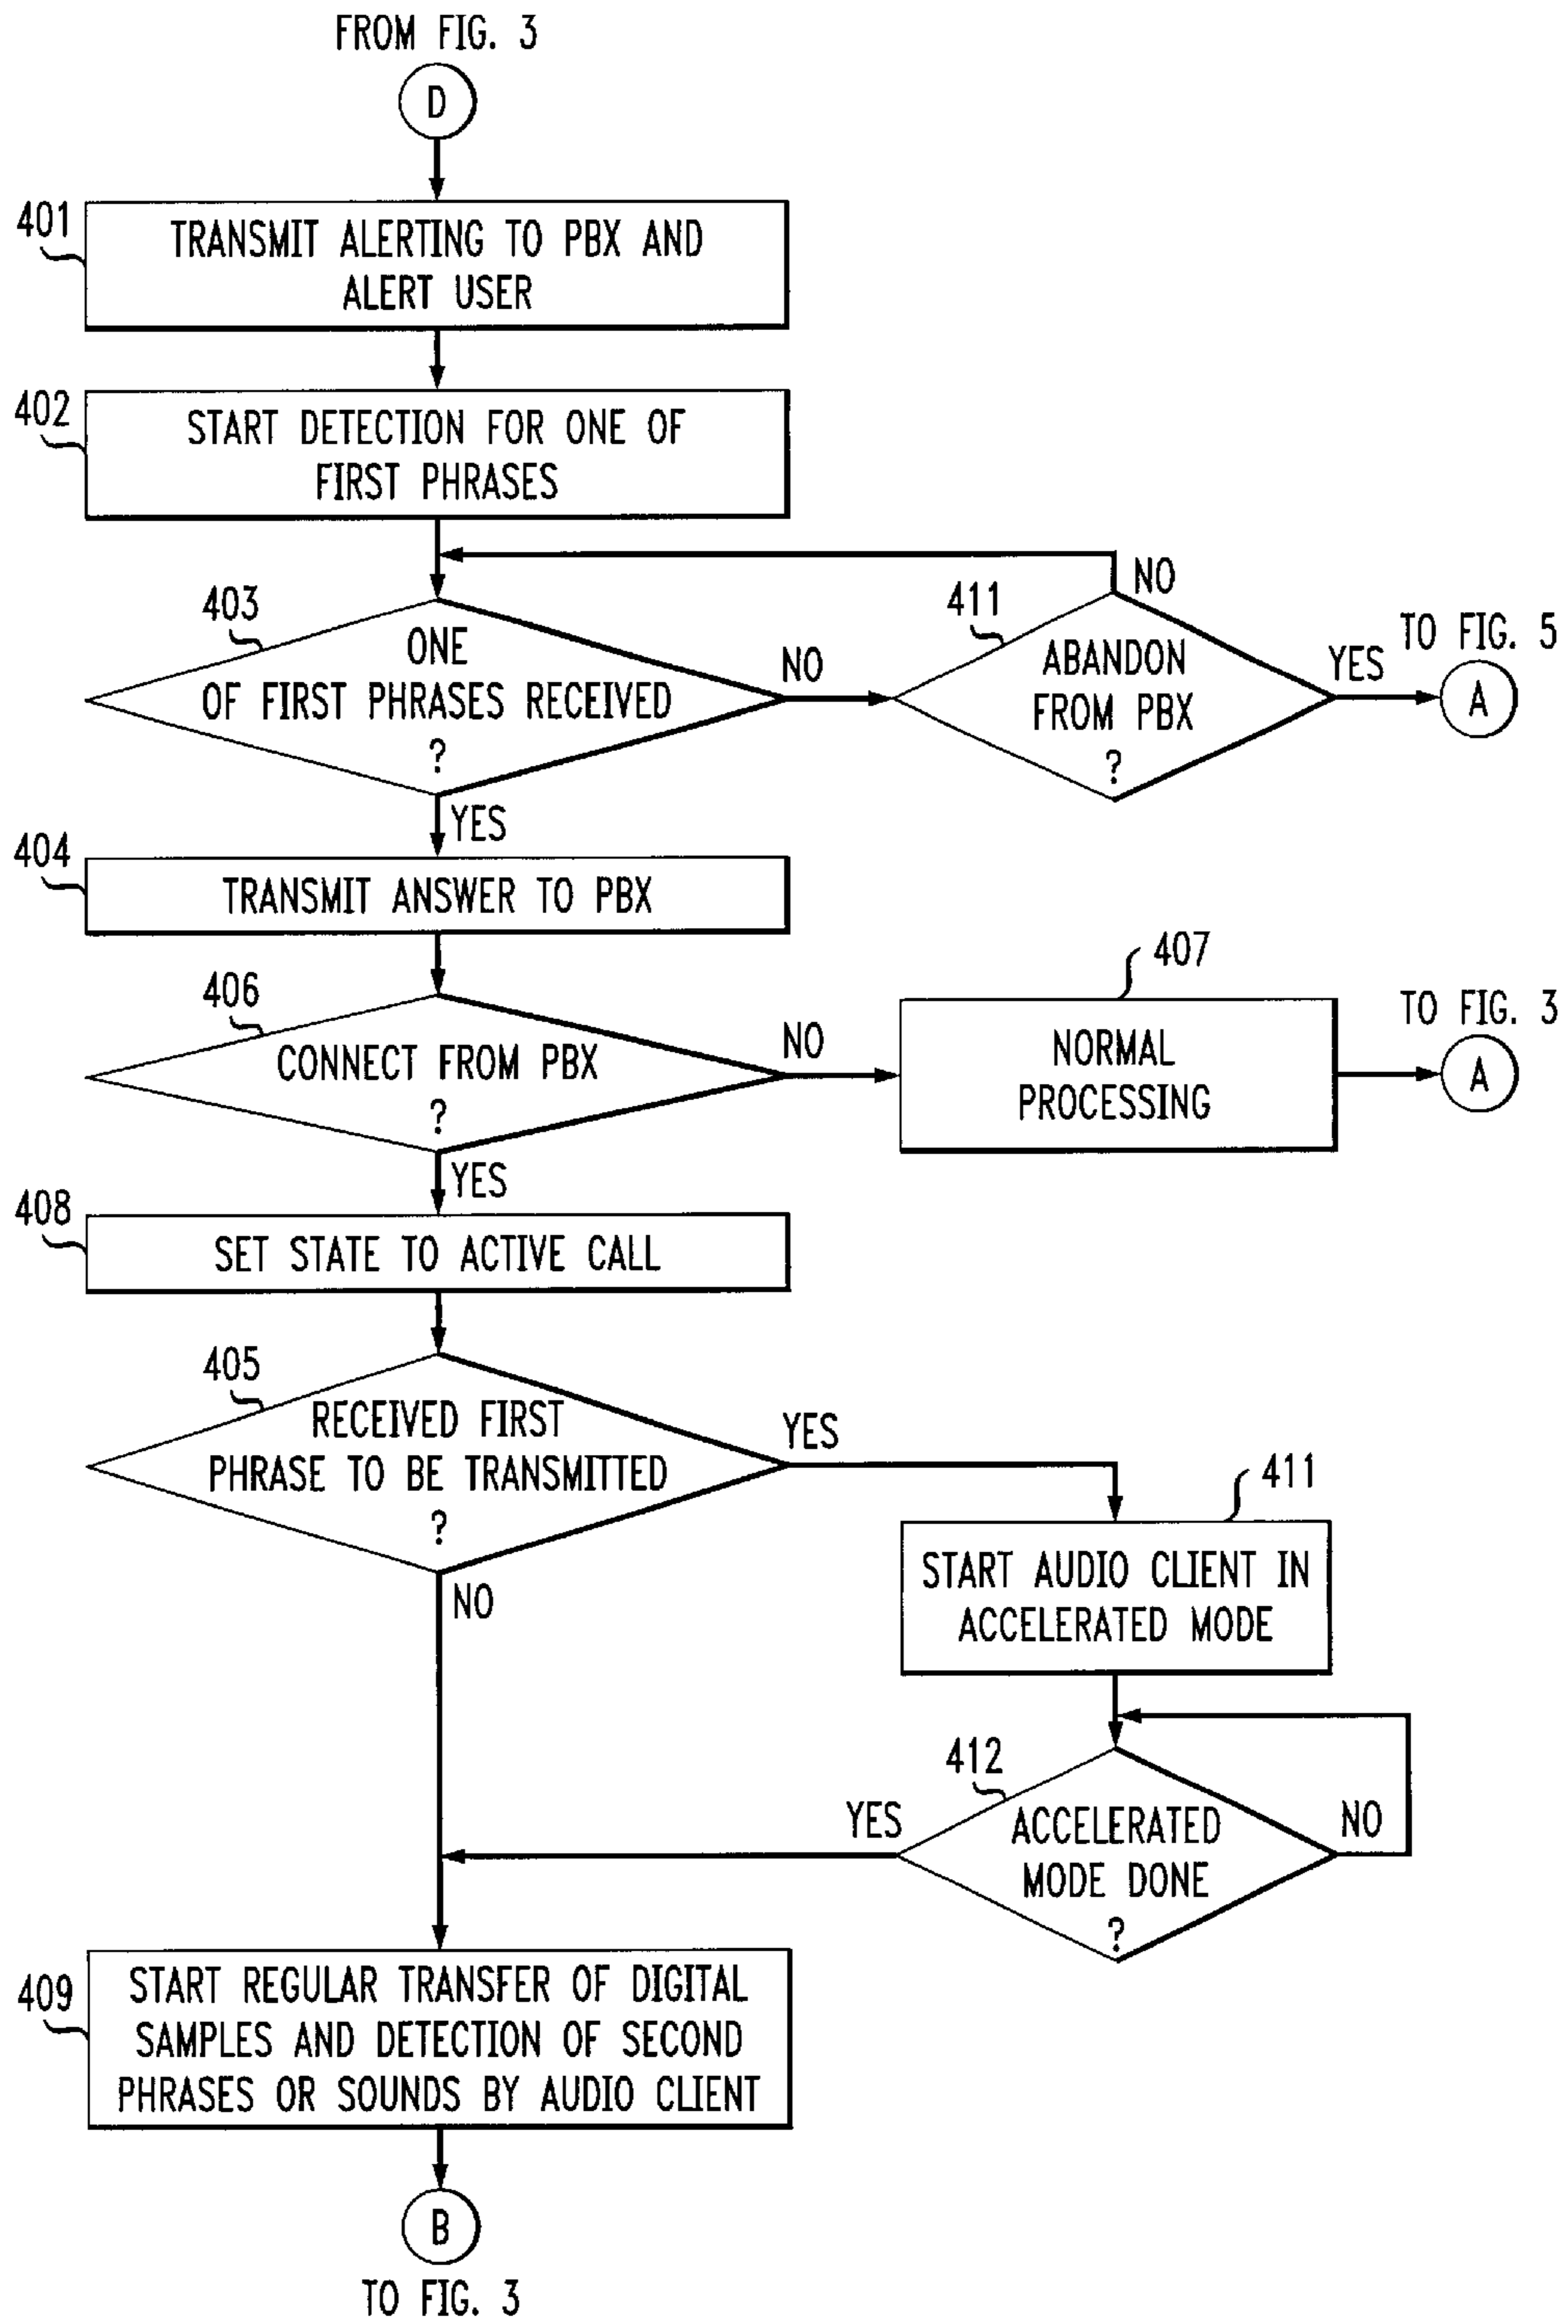 FROM FIG. 3
D
401
TRANSMIT ALERTING TO PBX AND
ALERT USER
402
START DETECTION FOR ONE OF
FIRST PHRASES
403
ONE
OF FIRST PHRASES RECEIVED
?
NO
411
ABANDON
FROM PBX
?
NO
YES
TO FIG. 5
A
YES
404
TRANSMIT ANSWER TO PBX
406
CONNECT FROM PBX
?
NO
407
NORMAL
PROCESSING
TO FIG. 3
A
YES
408
SET STATE TO ACTIVE CALL
405
RECEIVED FIRST
PHRASE TO BE TRANSMITTED
?
YES
411
START AUDIO CLIENT IN
ACCELERATED MODE
NO
412
ACCELERATED
MODE DONE
?
YES
NO
409
START REGULAR TRANSFER OF DIGITAL
SAMPLES AND DETECTION OF SECOND
PHRASES OR SOUNDS BY AUDIO CLIENT
B
TO FIG. 3